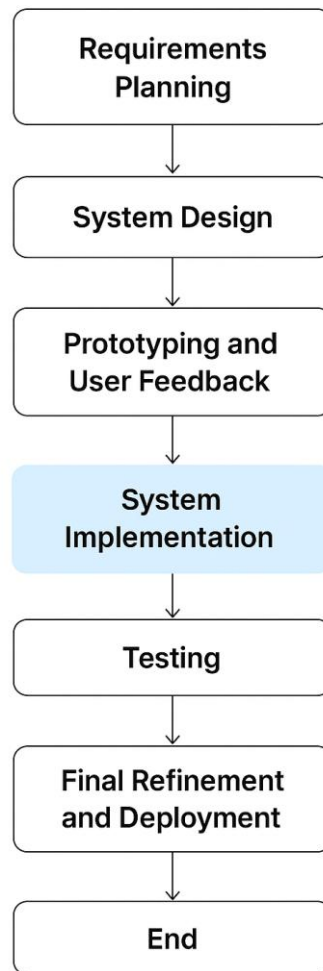 Requirements
Planning
System Design
Prototyping and
User Feedback
System
Implementation
Testing
Final Refinement
and Deployment
End